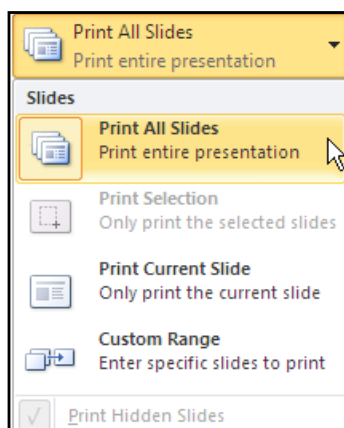 Print All Slides
Print entire presentation
Slides
Print All Slides
Print entire presentation
Print Selection
Only print the selected slides
Print Current Slide
Only print the current slide
Custom Range
Enter specific slides to print
Print Hidden Slides